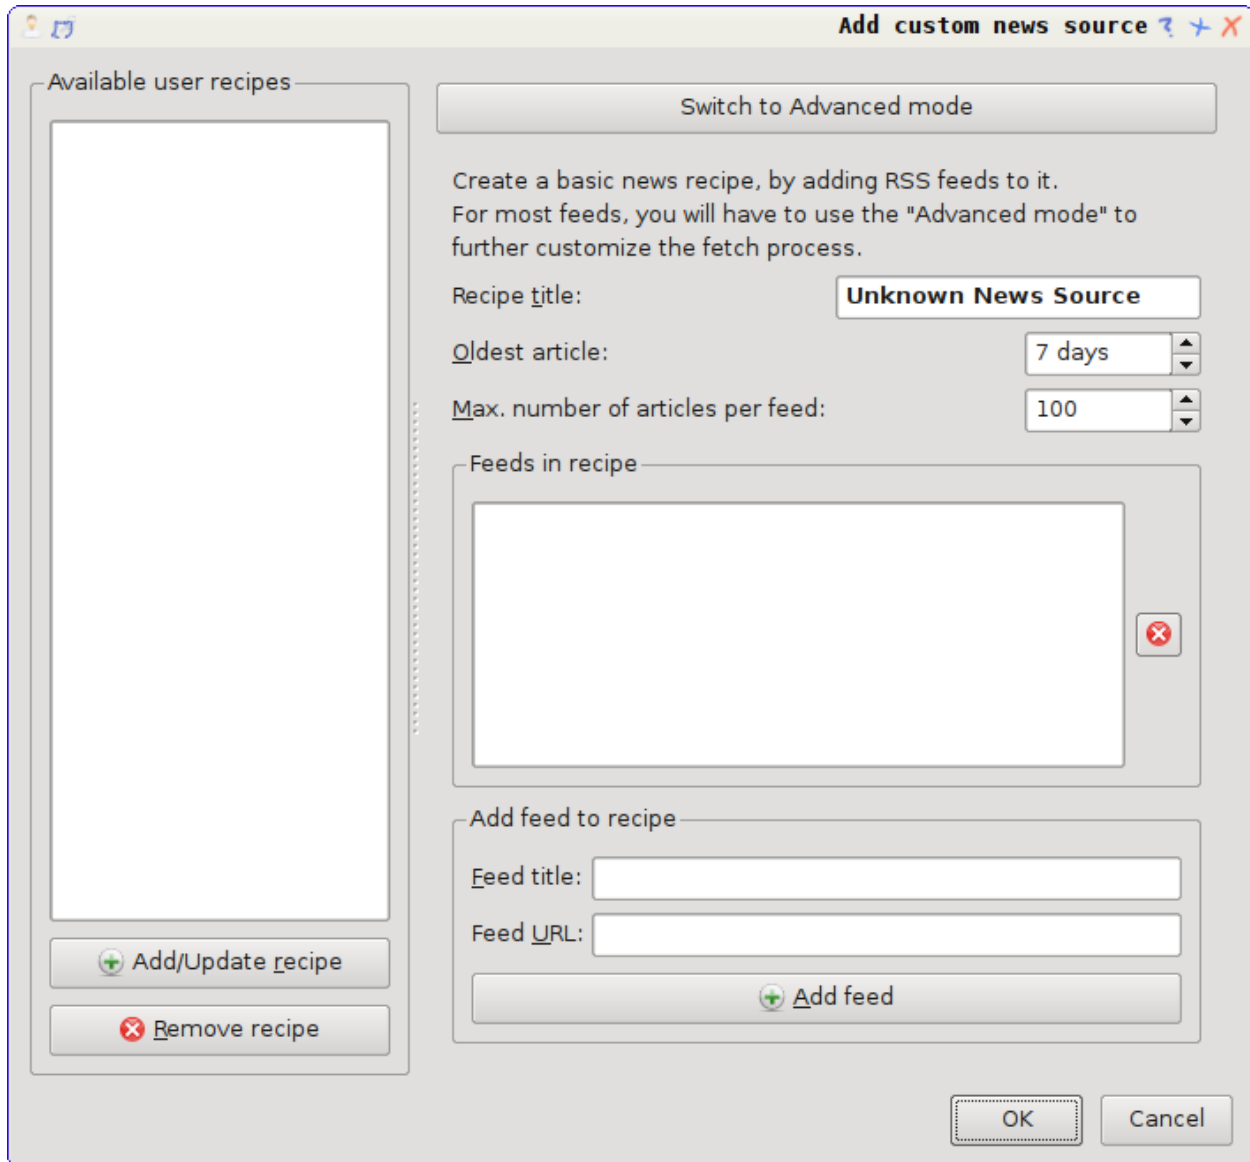 Add custom news source
Available user recipes
Switch to Advanced mode
Create a basic news recipe, by adding RSS feeds to it.
For most feeds, you will have to use the "Advanced mode" to
further customize the fetch process.
Recipe title:
Unknown News Source
Oldest article:
7 days
Max. number of articles per feed:
100
Feeds in recipe
Add feed to recipe
Feed title:
Feed URL:
Add feed
Add/Update recipe
Remove recipe
OK
Cancel